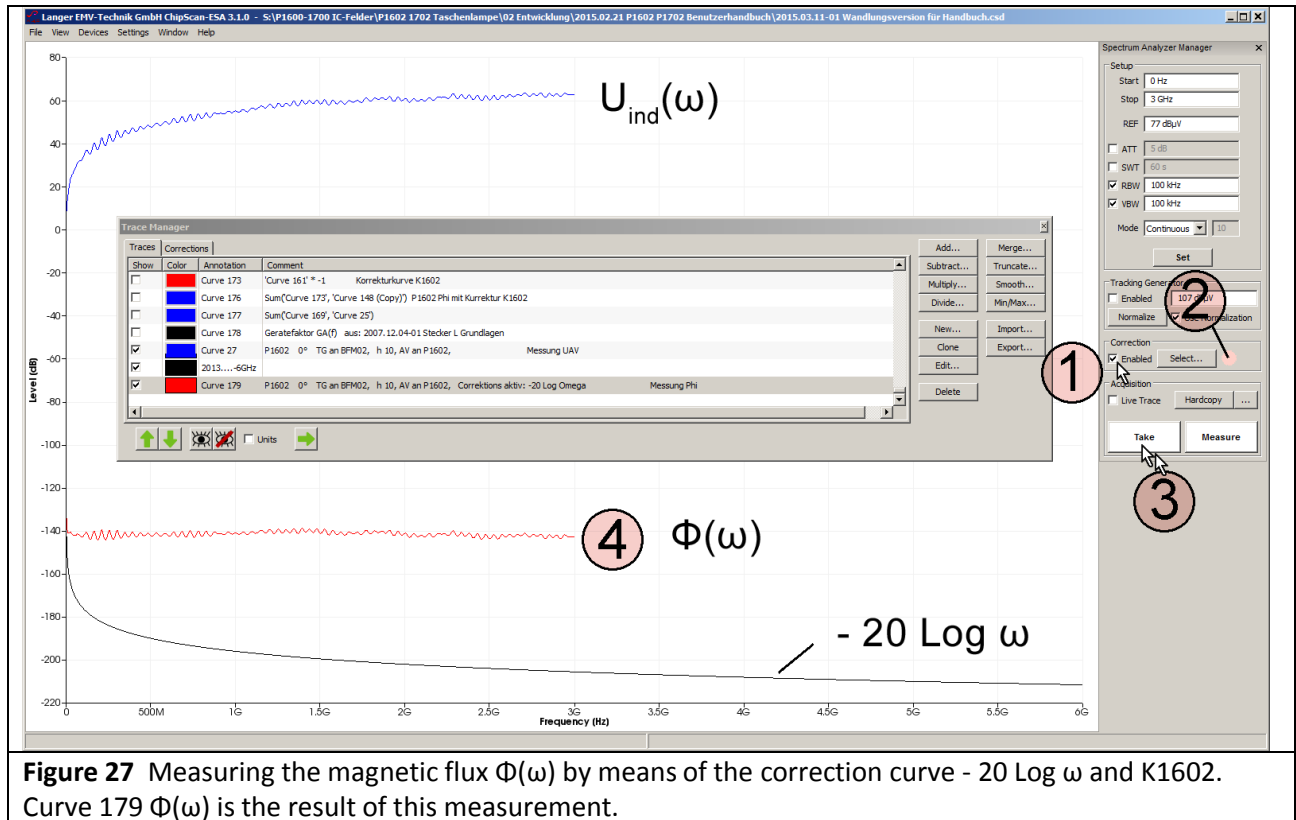 Langer EMV-Technik GmbH ChipScan-ESA 3.1.0 - S:\P1600-1700 IC-Felder\P1602 1702 Taschenlampe\02 Entwicklung\2015.02.21 P1602 P1702 Benutzerhandbuch\2015.03.11-01 Wandlungsversion für Handbuch.csd
File View Devices Settings Window Help
80
60
40
20
0
-20
-40
-60
-80
-100
-120
-140
-160
-180
-200
-220
Level (dB)
0 500M 1G 1.5G 2G 2.5G 3G 3.5G 4G 4.5G 5G 5.5G 6G
Frequency (Hz)
U_ind(ω)
Trace Manager
Traces Corrections
Show Color Annotation Comment
Curve 173 'Curve 161' * -1 Korrekturkurve K1602
Curve 176 Sum('Curve 173', 'Curve 148 (Copy)') P1602 Phi mit Kurrektur K1602
Curve 177 Sum('Curve 169', 'Curve 25')
Curve 178 Geratefaktor GA(f) aus: 2007.12.04-01 Stecker L Grundlagen
Curve 27 P1602 0° TG an BFM02, h 10, AV an P1602, Messung UAV
2013....-6GHz
Curve 179 P1602 0° TG an BFM02, h 10, AV an P1602, Correktions aktiv: -20 Log Omega Messung Phi
Units
Add... Merge...
Subtract... Truncate...
Multiply... Smooth...
Divide... Min/Max...
New... Import...
Clone Export...
Edit...
Delete
4 Φ(ω)
- 20 Log ω
Spectrum Analyzer Manager
Setup
Start 0 Hz
Stop 3 GHz
REF 77 dBµV
ATT 5 dB
SWT 60 s
RBW 100 kHz
VBW 100 kHz
Mode Continuous 10
Set
Tracking Generator
Enabled 107 dBµV
Normalize Use Normalization
2
Correction
1
Enabled Select...
Acquisition
Live Trace Hardcopy ...
Take Measure
3
Figure 27 Measuring the magnetic flux Φ(ω) by means of the correction curve - 20 Log ω and K1602.
Curve 179 Φ(ω) is the result of this measurement.